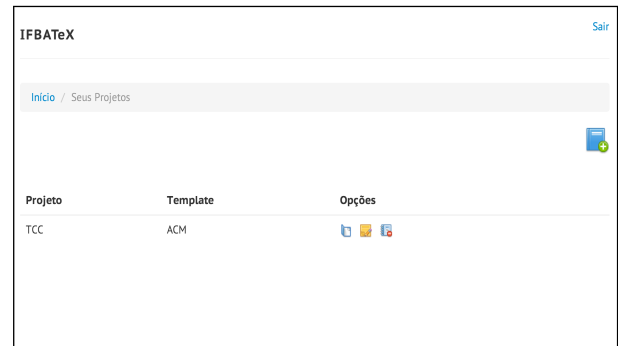 IFBATeX
Sair
Início / Seus Projetos
Projeto Template Opções
TCC ACM